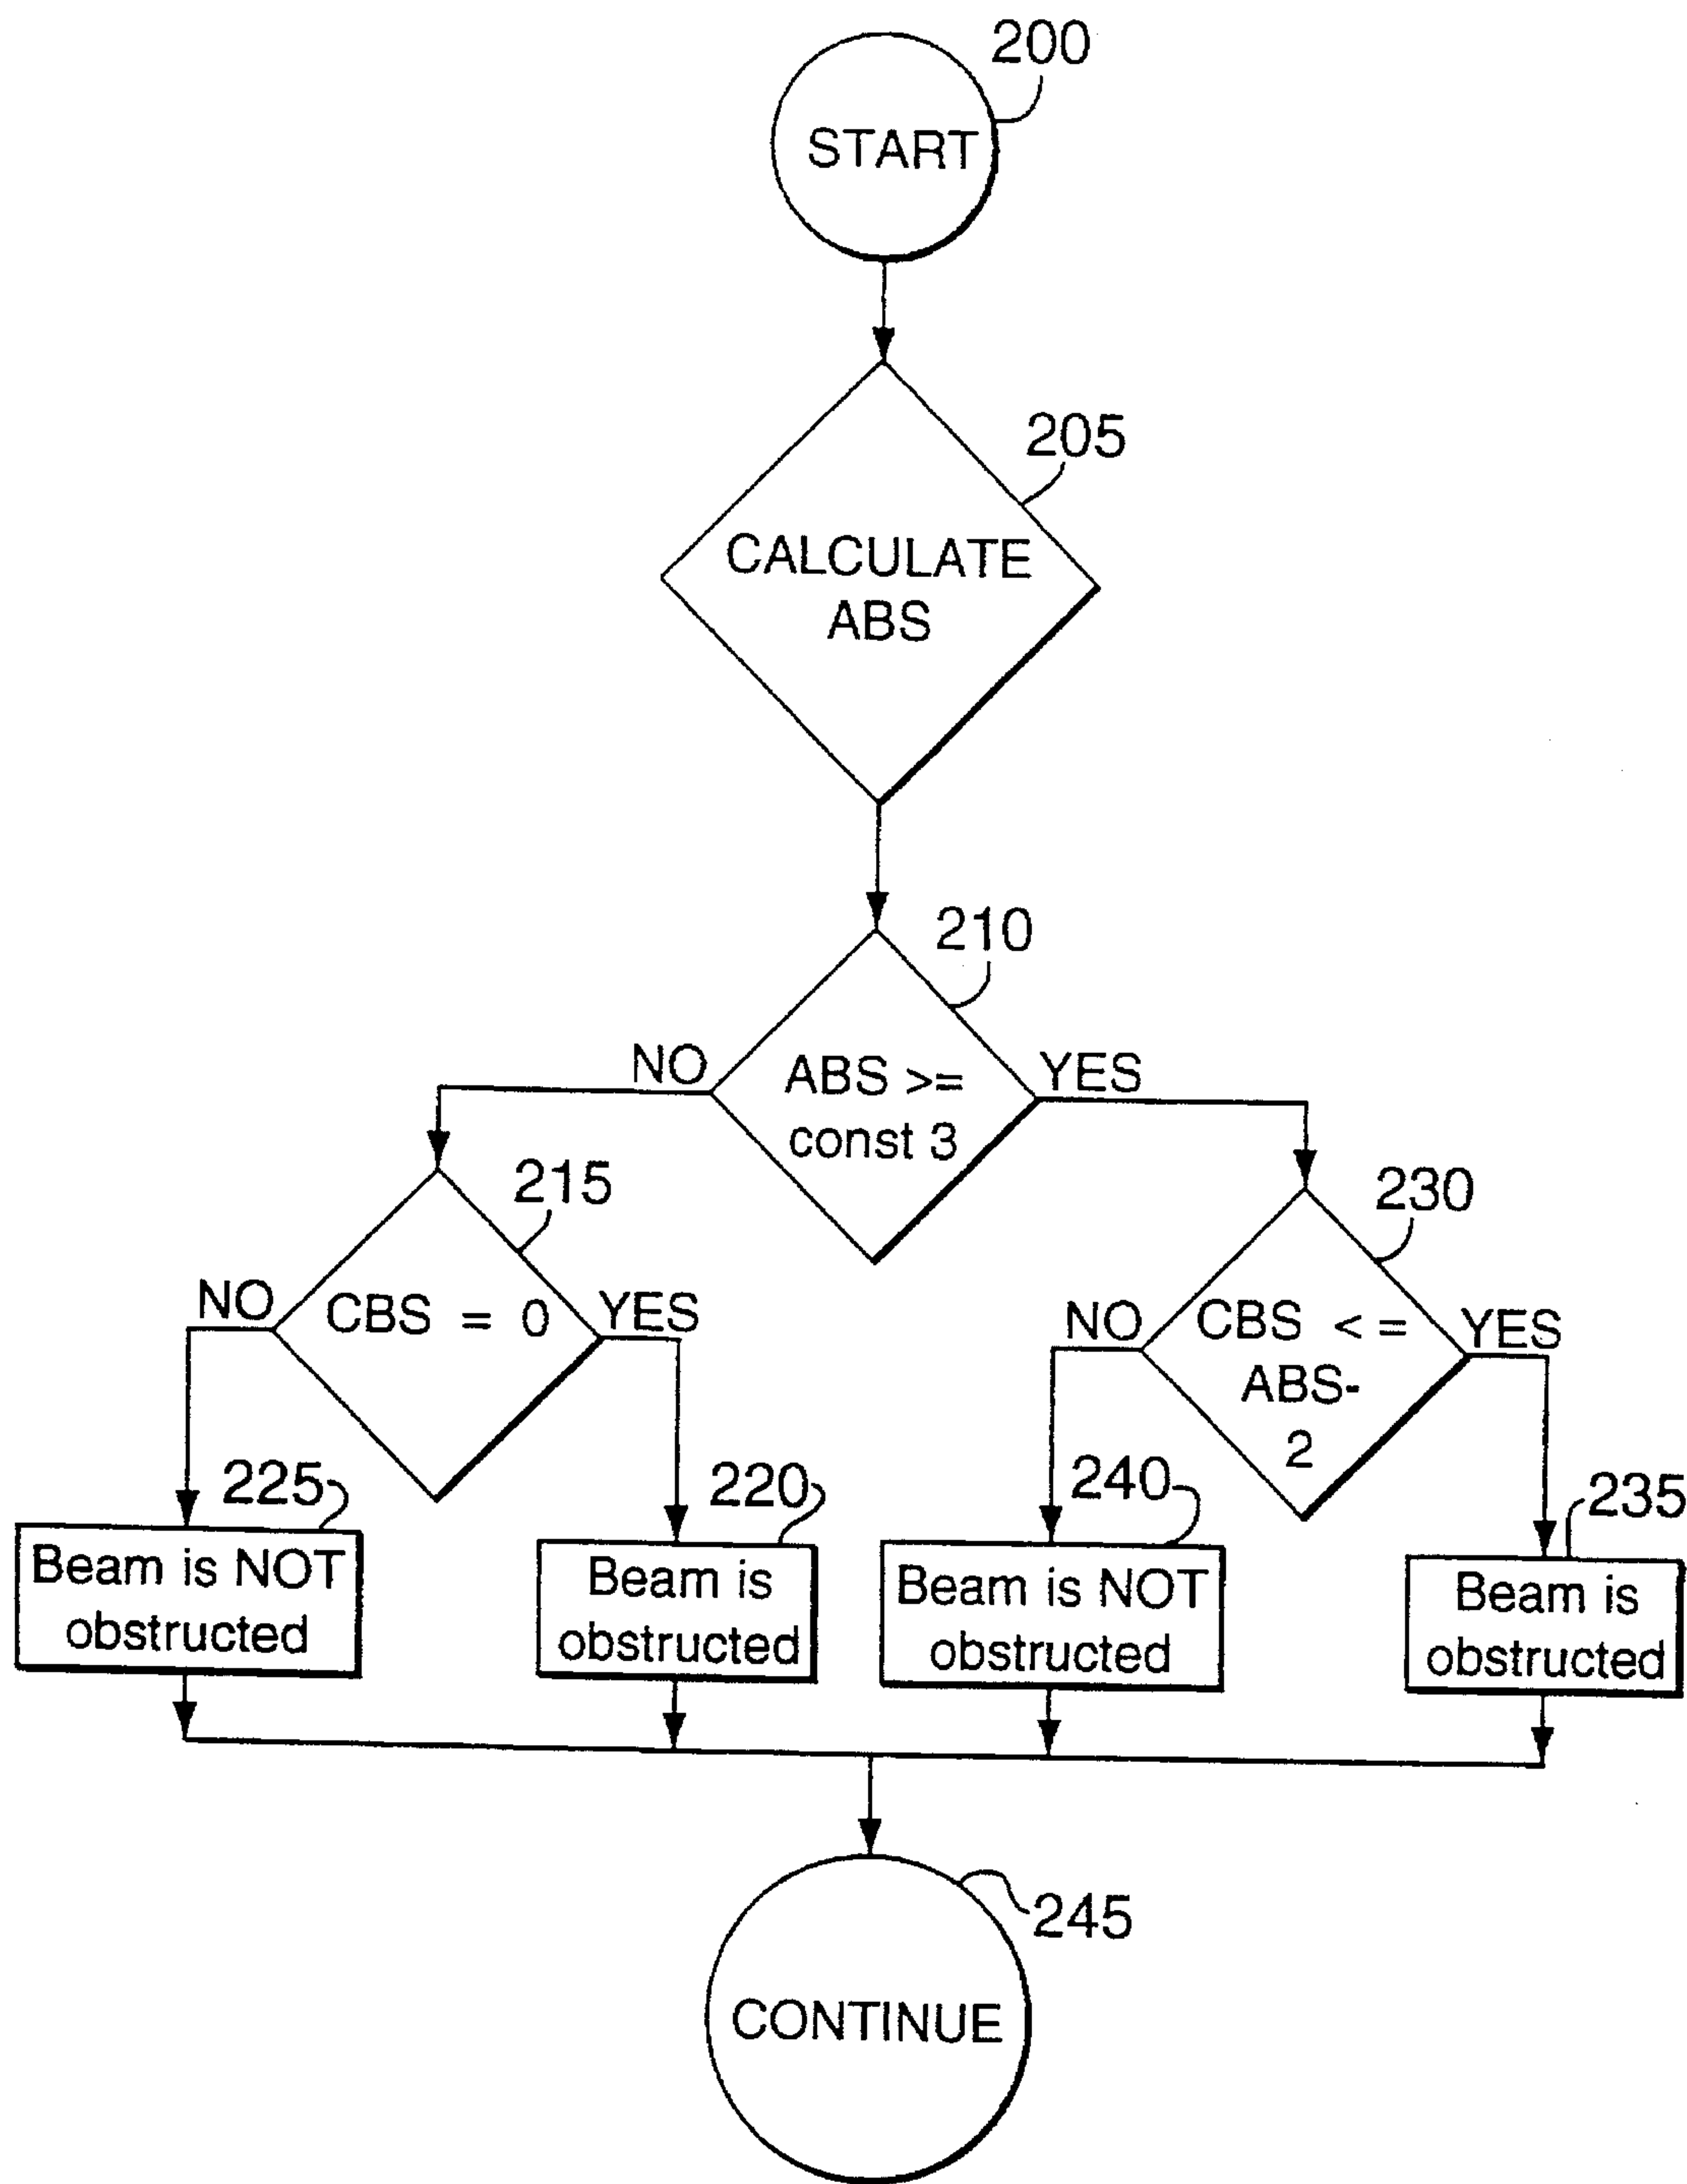 200
START
205
CALCULATE
ABS
210
NO
ABS >=
const 3
YES
215
NO
CBS = 0
YES
230
NO
CBS < =
ABS-
2
YES
225
Beam is NOT
obstructed
220
Beam is
obstructed
240
Beam is NOT
obstructed
235
Beam is
obstructed
245
CONTINUE